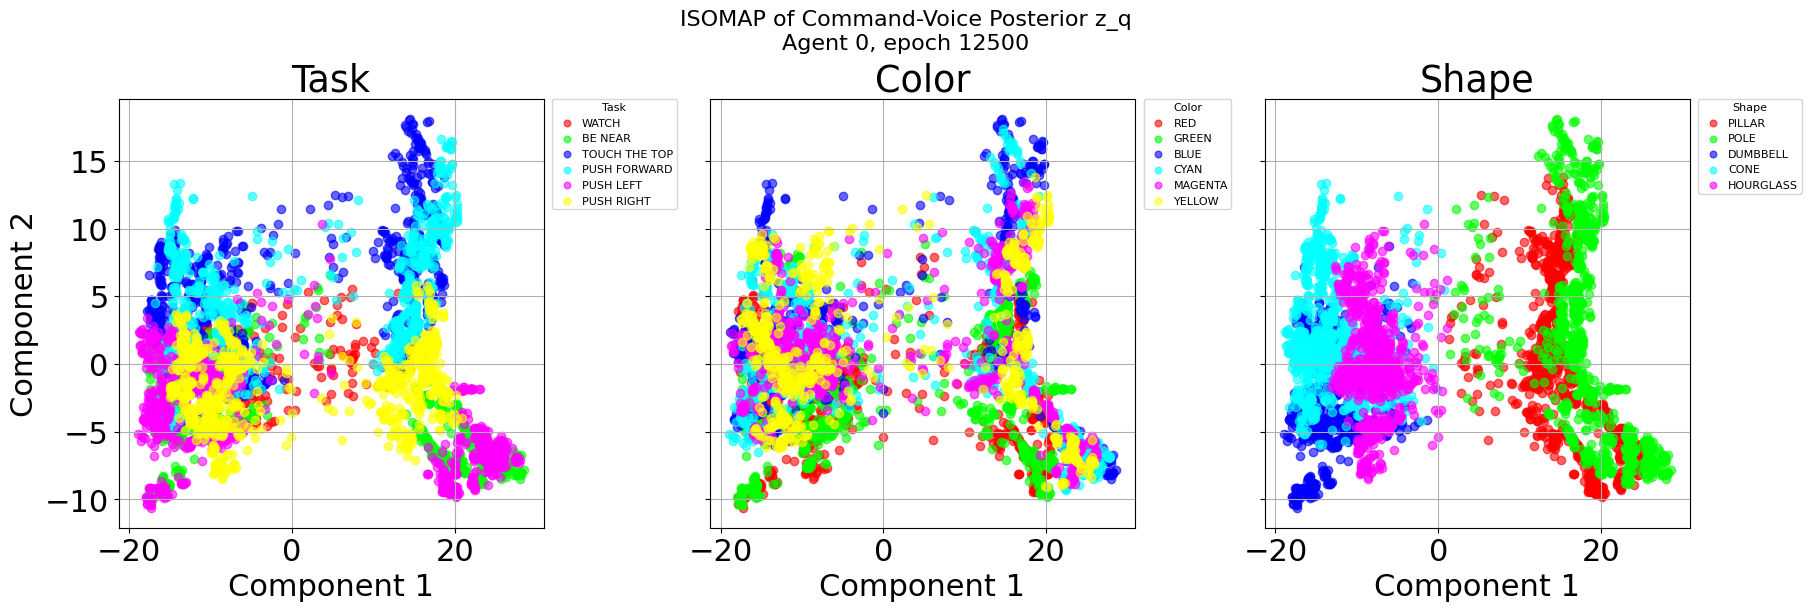 ISOMAP of Command-Voice Posterior z_q
Agent 0, epoch 12500
Task
Color
Shape
Task
WATCH
BE NEAR
TOUCH THE TOP
PUSH FORWARD
PUSH LEFT
PUSH RIGHT
Color
RED
GREEN
BLUE
CYAN
MAGENTA
YELLOW
Shape
PILLAR
POLE
DUMBBELL
CONE
HOURGLASS
Component 2
15
10
5
0
−5
−10
−20 0 20
−20 0 20
−20 0 20
Component 1
Component 1
Component 1